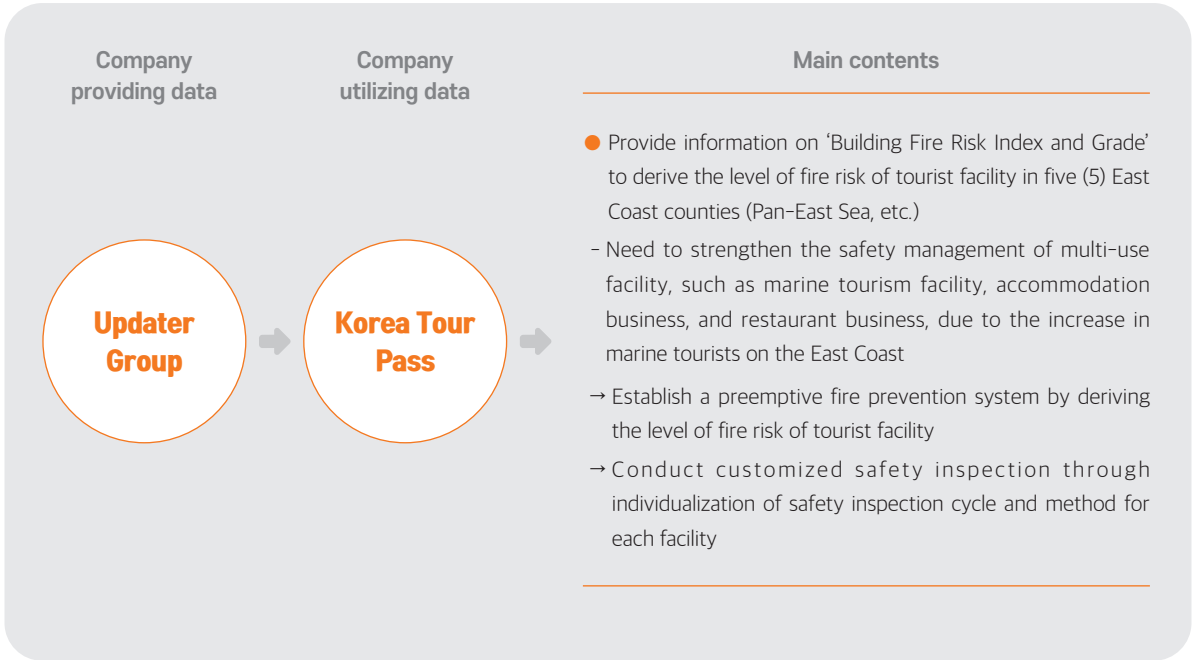 Company
providing data
Company
utilizing data
Main contents
Updater
Group
Korea Tour
Pass
● Provide information on ‘Building Fire Risk Index and Grade’
to derive the level of fire risk of tourist facility in five (5) East
Coast counties (Pan-East Sea, etc.)
- Need to strengthen the safety management of multi-use
facility, such as marine tourism facility, accommodation
business, and restaurant business, due to the increase in
marine tourists on the East Coast
→ Establish a preemptive fire prevention system by deriving
the level of fire risk of tourist facility
→ Conduct customized safety inspection through
individualization of safety inspection cycle and method for
each facility